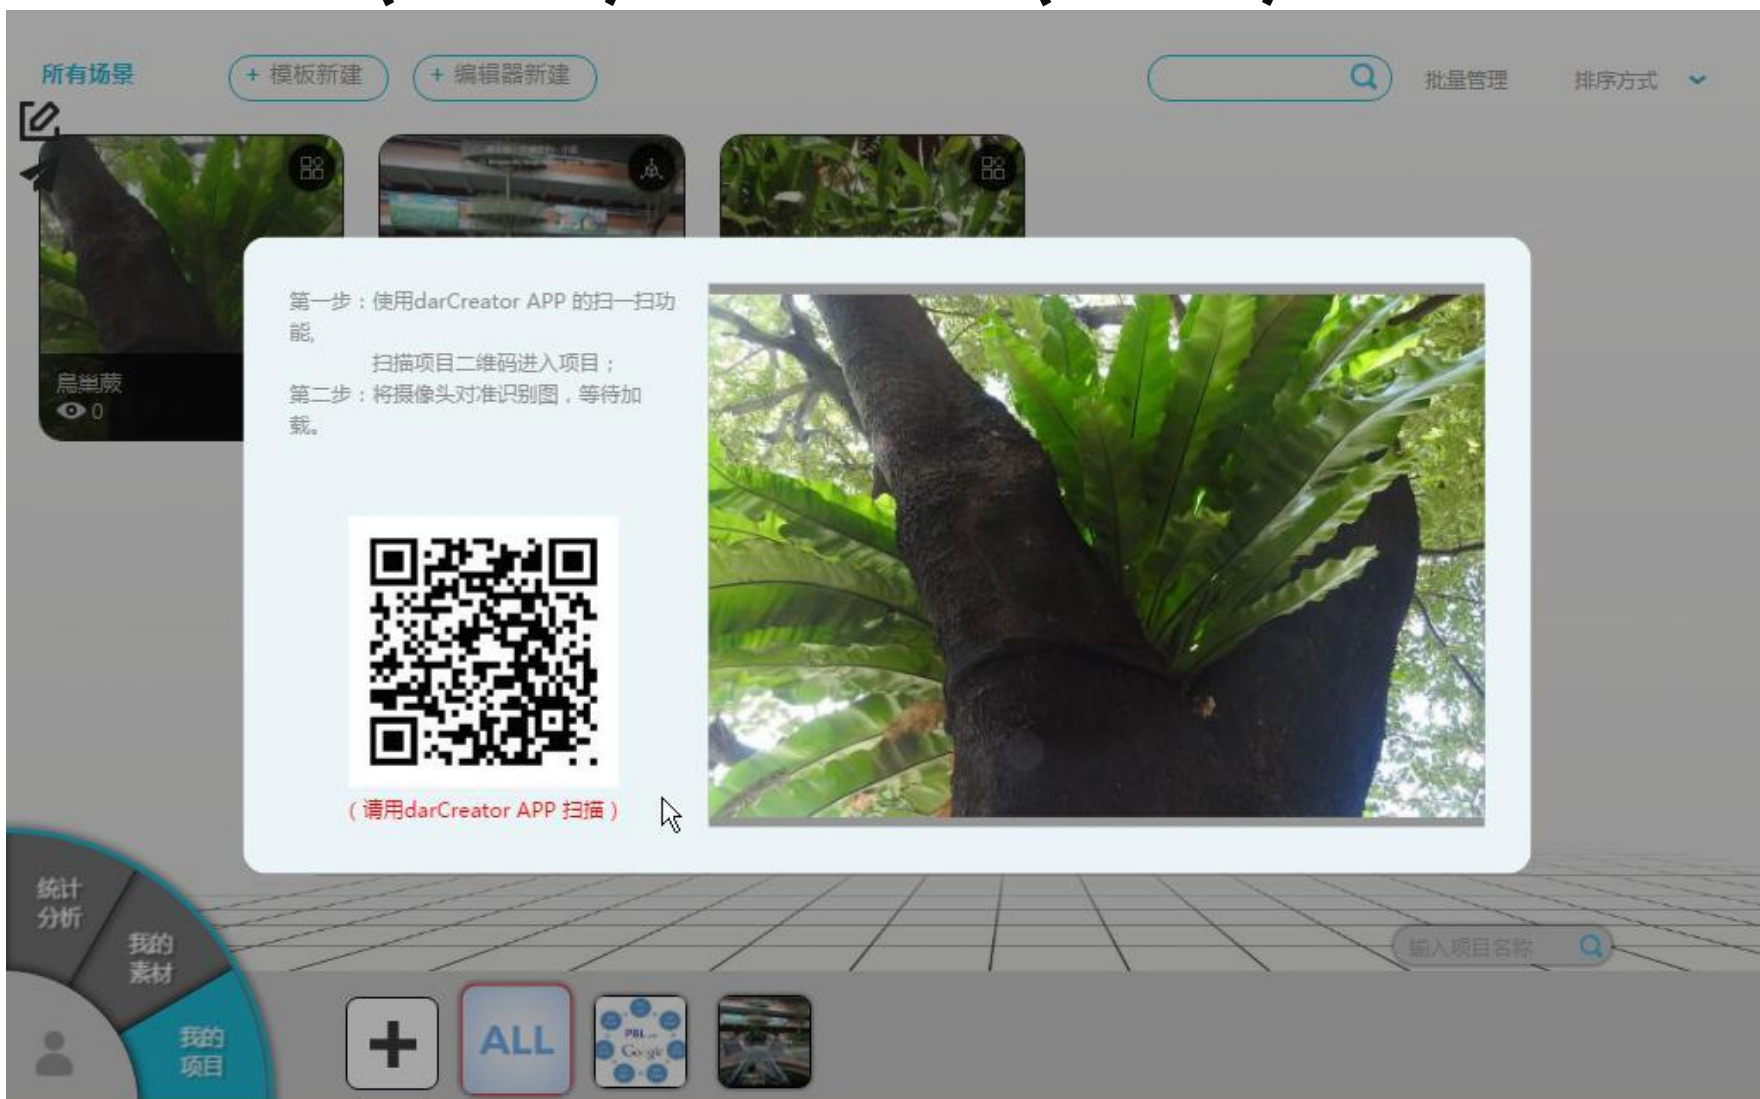 所有场景
+ 模板新建
+ 编辑器新建
批量管理
排序方式
鳥巢蕨
0
第一步：使用darCreator APP 的扫一扫功
能,
扫描项目二维码进入项目；
第二步：将摄像头对准识别图，等待加
载。
（请用darCreator APP 扫描）
统计
分析
我的
素材
我的
项目
输入项目名称
ALL
PBL
Google